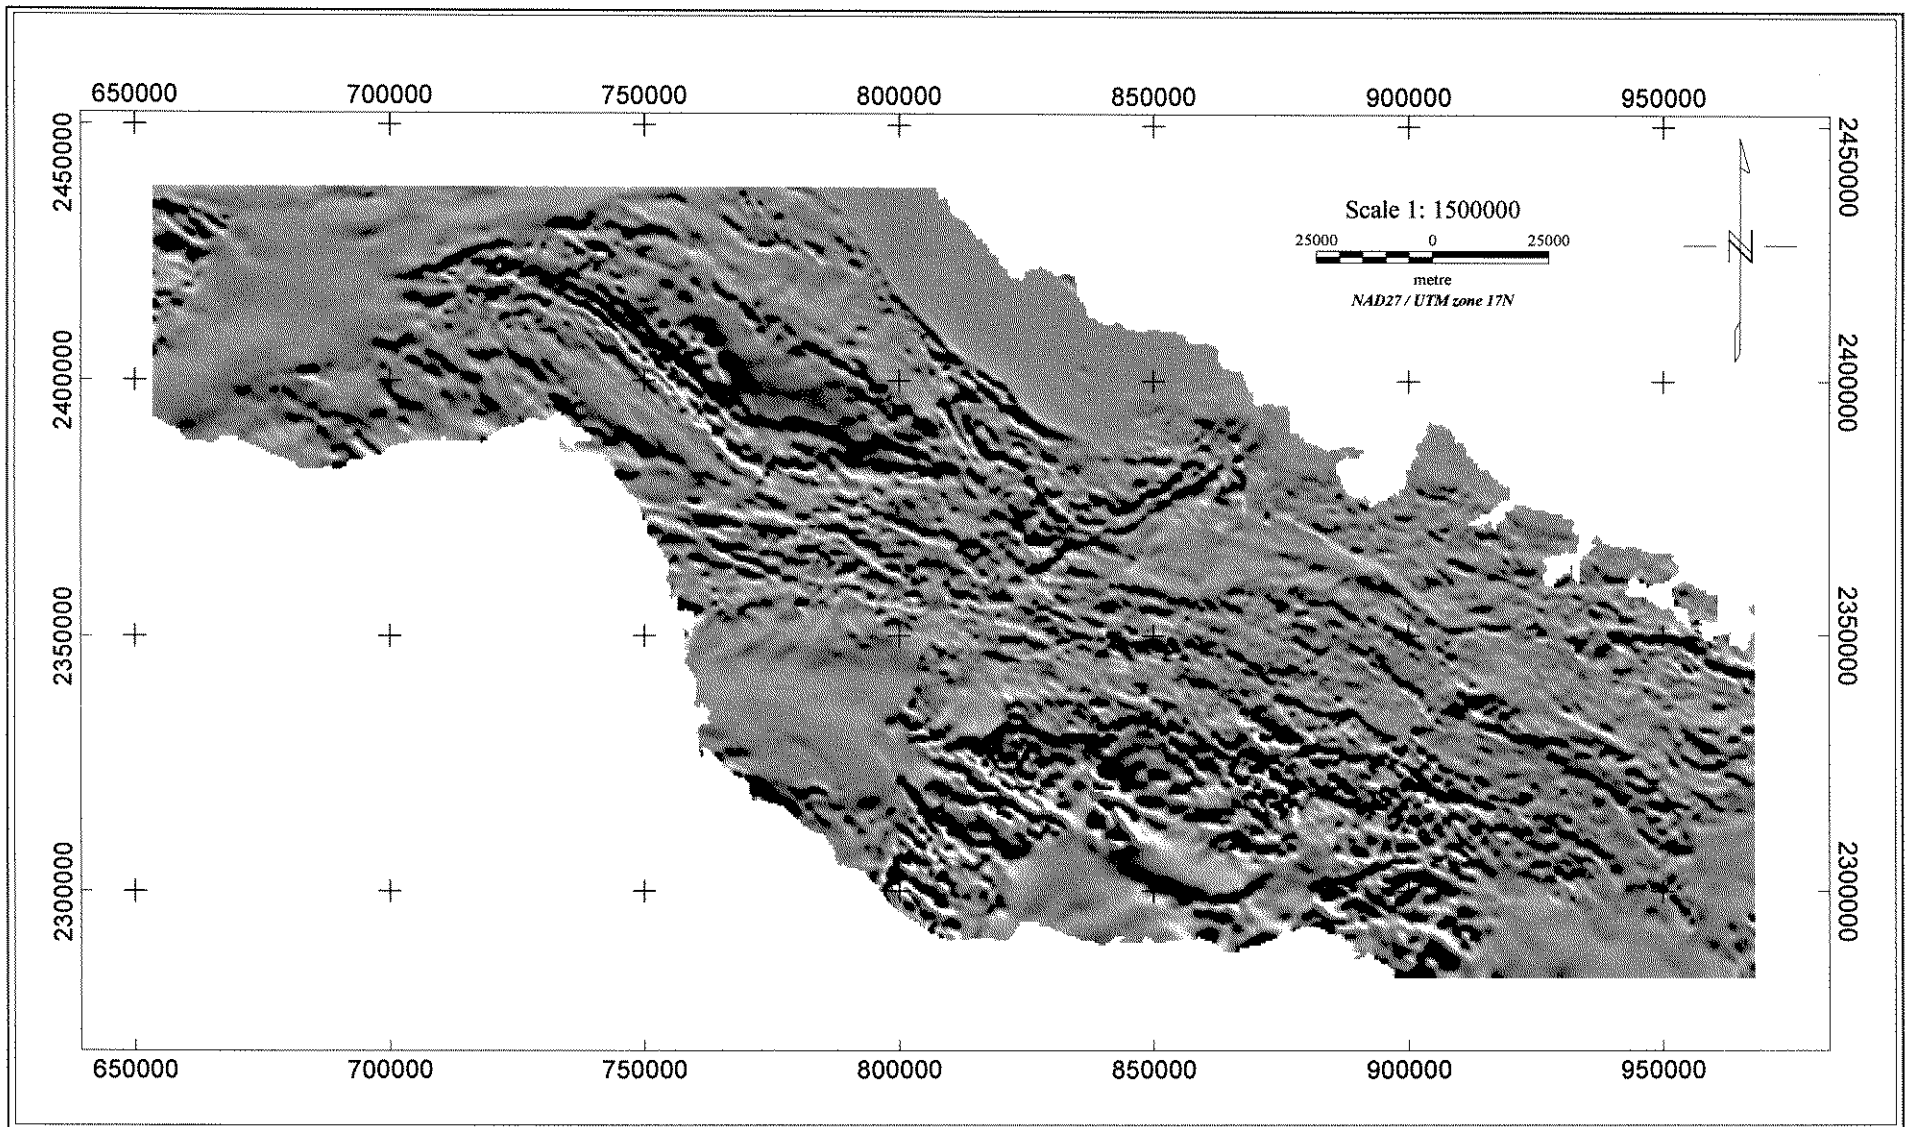 650000 700000 750000 800000 850000 900000 950000
2450000 2450000
Scale 1: 1500000
25000 0 25000
N
metre
NAD27 / UTM zone 17N
2400000 2400000
2350000 2350000
2300000 2300000
650000 700000 750000 800000 850000 900000 950000